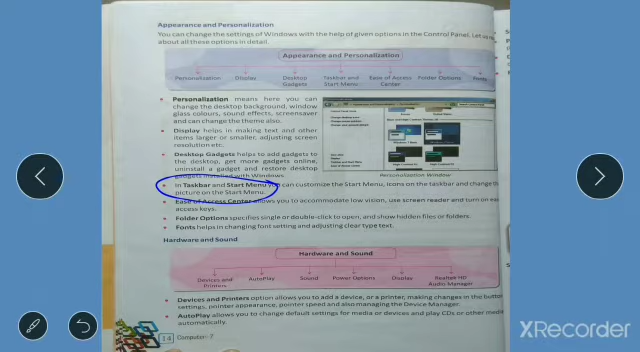 Appearance and Personalization
You can change the settings of Windows with the help of given options in the Control Panel. Let us
about all these options in detail.
Appearance and Personalization
Personalization Display Desktop Gadgets Taskbar and Start Menu Ease of Access Center Folder Options Fonts
• Personalization means here you can
change the desktop background, window
glass colours, sound effects, screensaver
and can change the theme also.
• Display helps in making text and other
items larger or smaller, adjusting screen
resolution etc.
• Desktop Gadgets helps to add gadgets to
the desktop, get more gadgets online,
uninstall a gadget and restore desktop
gadgets installed with Windows.
Personalization Window
• In Taskbar and Start Menu you can customize the Start Menu, icons on the taskbar and change
picture on the Start Menu.
• Ease of Access Center allows you to accommodate low vision, use screen reader and turn on
access keys.
• Folder Options specifies single or double-click to open, and show hidden files or folders.
• Fonts helps in changing font setting and adjusting clear type text.
Hardware and Sound
Hardware and Sound
Devices and Printers AutoPlay Sound Power Options Display Realtek HD Audio Manager
• Devices and Printers option allows you to add a device, or a printer, making changes in the button
settings, pointer appearance, pointer speed and also managing the Device Manager.
• AutoPlay allows you to change default settings for media or devices and play CDs or other media
automatically.
14 Computer-7
XRecorder